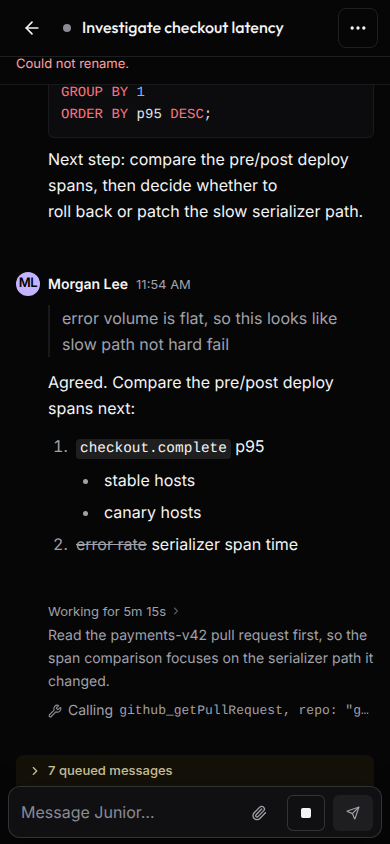 Investigate checkout latency
Could not rename.
GROUP BY 1
ORDER BY p95 DESC;
Next step: compare the pre/post deploy
spans, then decide whether to
roll back or patch the slow serializer path.
ML Morgan Lee 11:54 AM
error volume is flat, so this looks like
slow path not hard fail
Agreed. Compare the pre/post deploy
spans next:
1. checkout.complete p95
• stable hosts
• canary hosts
2. error rate serializer span time
Working for 5m 15s
Read the payments-v42 pull request first, so the
span comparison focuses on the serializer path it
changed.
Calling github_getPullRequest, repo: "g…
7 queued messages
Message Junior...